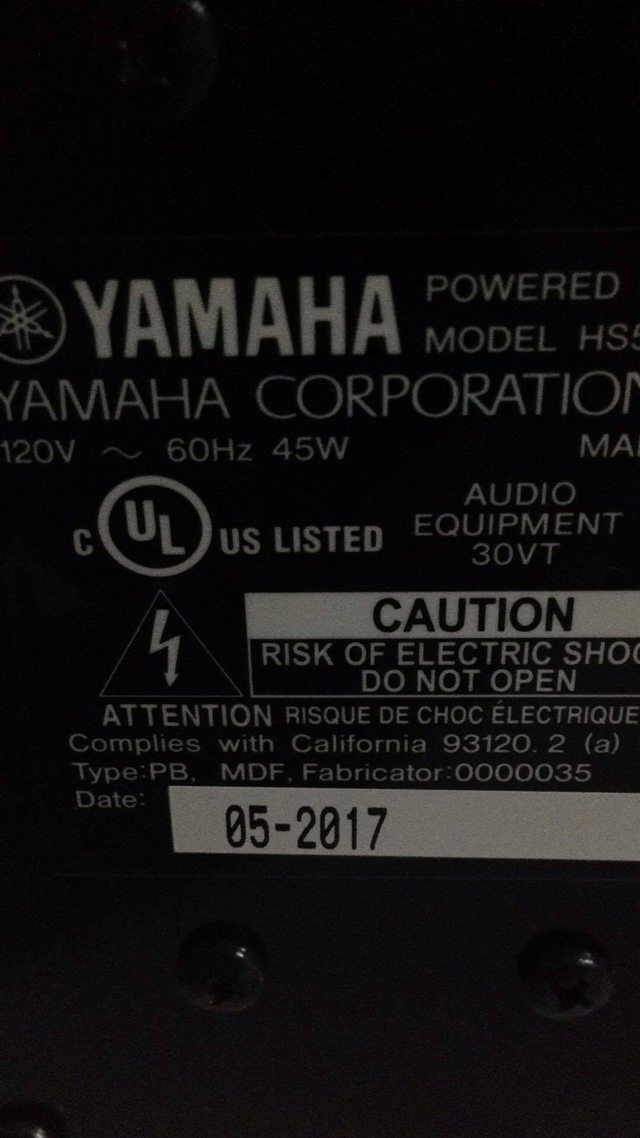 YAMAHA POWERED
MODEL HS5
YAMAHA CORPORATION
120V ~ 60Hz 45W MA
C UL US LISTED
AUDIO
EQUIPMENT
30VT
CAUTION
RISK OF ELECTRIC SHOC
DO NOT OPEN
ATTENTION RISQUE DE CHOC ÉLECTRIQUE
Complies with California 93120. 2 (a)
Type:PB, MDF, Fabricator:0000035
Date:
05-2017